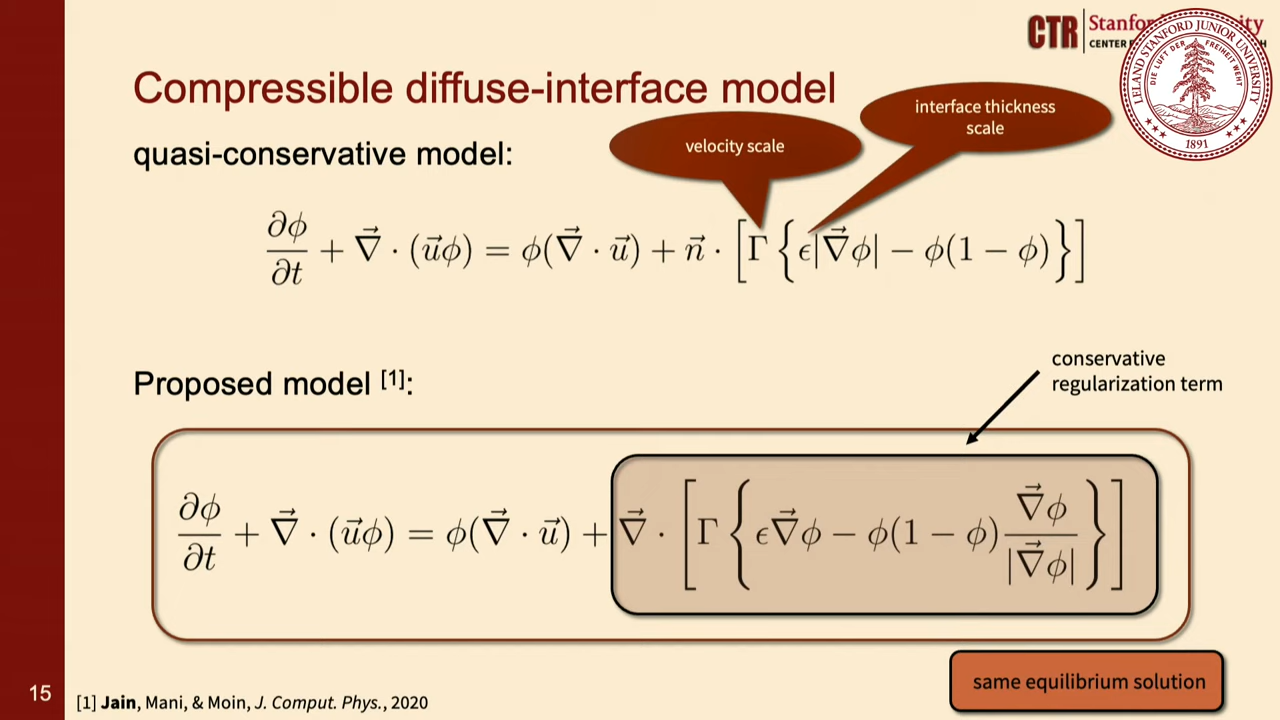 CTR
Stanfo
ity
CENTER
H
LELAND STANFORD JUNIOR UNIVERSITY
DIE LUFT DER FREIHEIT WEHT
1891
Compressible diffuse-interface model
interface thickness
scale
velocity scale
quasi-conservative model:
∂φ/∂t + ∇⃗ · (u⃗φ) = φ(∇⃗ · u⃗) + n⃗ · [Γ{ϵ|∇⃗φ| − φ(1 − φ)}]
conservative
regularization term
Proposed model [1]:
∂φ/∂t + ∇⃗ · (u⃗φ) = φ(∇⃗ · u⃗) + ∇⃗ · [Γ{ϵ∇⃗φ − φ(1 − φ) ∇⃗φ/|∇⃗φ|}]
same equilibrium solution
15
[1] Jain, Mani, & Moin, J. Comput. Phys., 2020